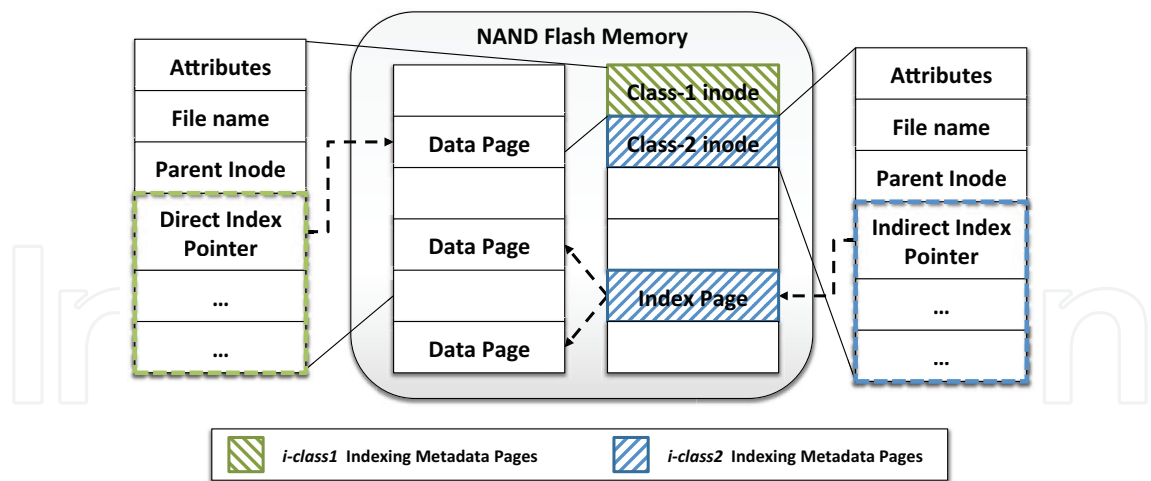 NAND Flash Memory
Attributes
File name
Parent Inode
Direct Index
Pointer
...
...
Data Page
Data Page
Data Page
Class-1 inode
Class-2 inode
Index Page
Attributes
File name
Parent Inode
Indirect Index
Pointer
...
...
i-class1 Indexing Metadata Pages
i-class2 Indexing Metadata Pages